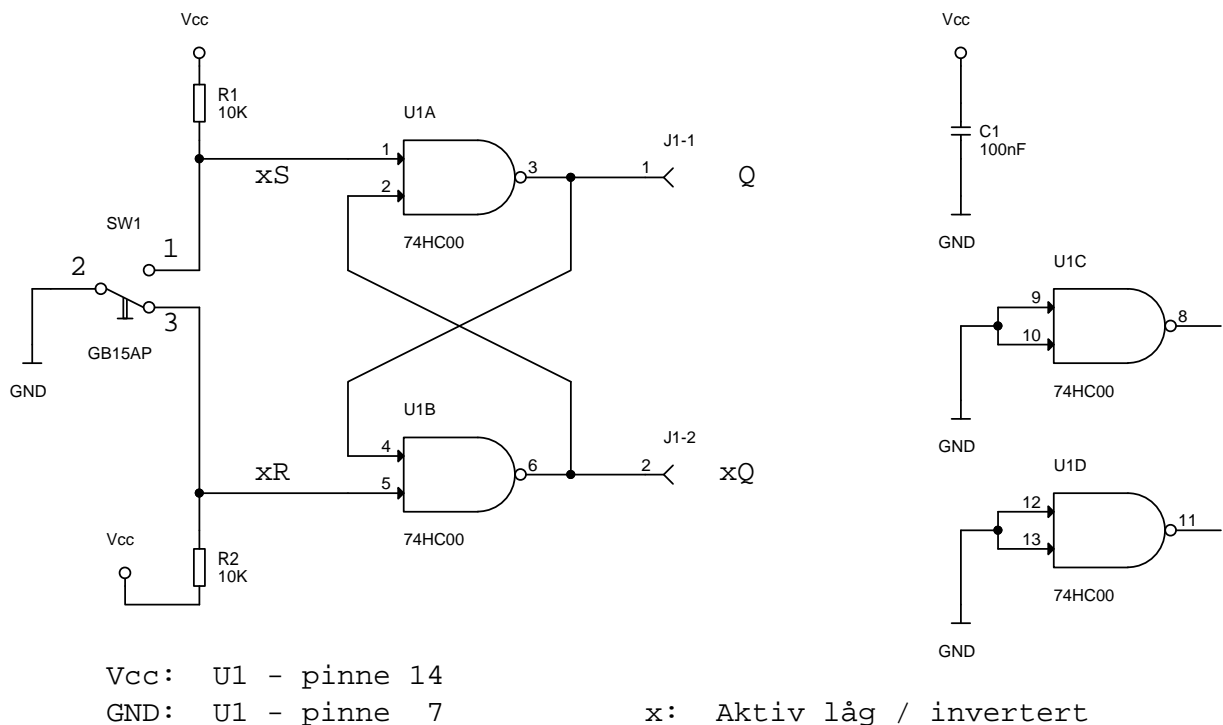 Vcc
Vcc
R1
10K
U1A
J1-1
C1
100nF
1
3
1
Q
xS
2
SW1
1
74HC00
GND
2
U1C
3
9
8
GB15AP
10
GND
U1B
74HC00
J1-2
4
GND
xR
6
2
xQ
5
U1D
Vcc
R2
10K
74HC00
12
11
13
74HC00
GND
Vcc: U1 - pinne 14
GND: U1 - pinne 7
x: Aktiv låg / invertert